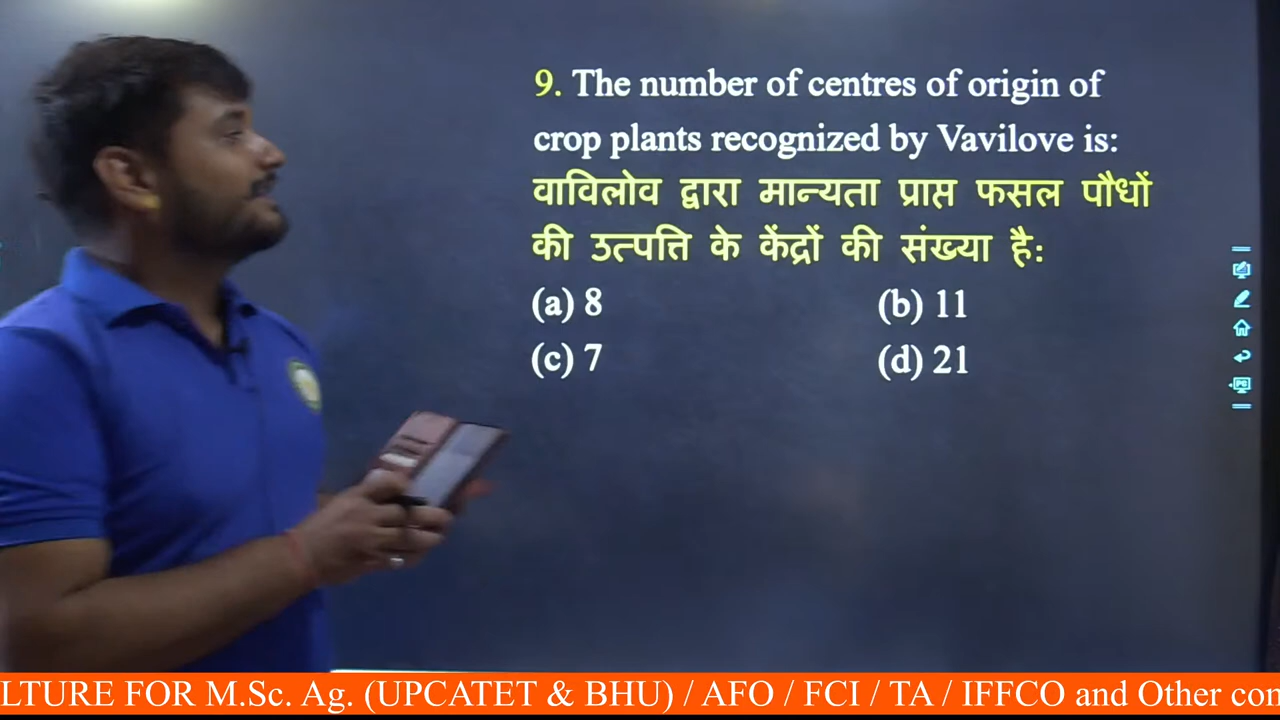 9. The number of centres of origin of
crop plants recognized by Vavilove is:
वाविलोव द्वारा मान्यता प्राप्त फसल पौधों
की उत्पत्ति के केंद्रों की संख्या है:
(a) 8 (b) 11
(c) 7 (d) 21
LTURE FOR M.Sc. Ag. (UPCATET & BHU) / AFO / FCI / TA / IFFCO and Other con